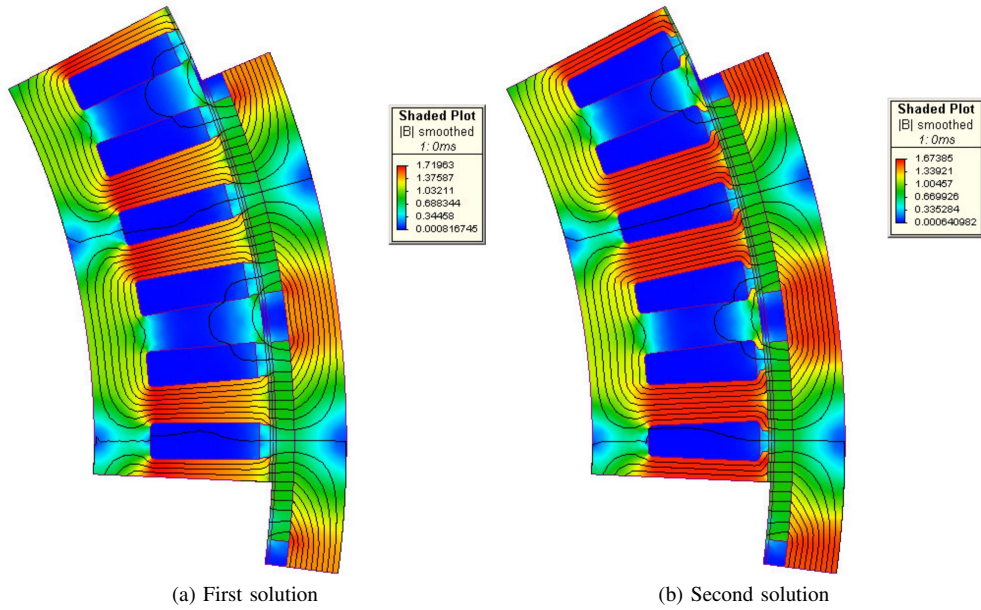 Shaded Plot
|B| smoothed
1: 0ms
1.71963
1.37587
1.03211
0.688344
0.34458
0.000816745
Shaded Plot
|B| smoothed
1: 0ms
1.67385
1.33921
1.00457
0.669926
0.335284
0.000640982
(a) First solution
(b) Second solution